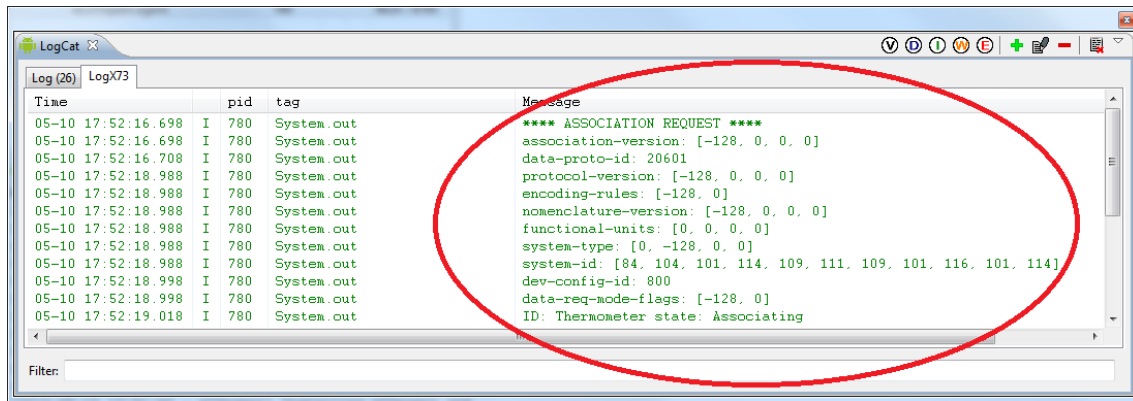 LogCat
V D I W E
Log (26) LogX73
Time pid tag Message
05-10 17:52:16.698 I 780 System.out **** ASSOCIATION REQUEST ****
05-10 17:52:16.698 I 780 System.out association-version: [-128, 0, 0, 0]
05-10 17:52:16.708 I 780 System.out data-proto-id: 20601
05-10 17:52:18.988 I 780 System.out protocol-version: [-128, 0, 0, 0]
05-10 17:52:18.988 I 780 System.out encoding-rules: [-128, 0]
05-10 17:52:18.988 I 780 System.out nomenclature-version: [-128, 0, 0, 0]
05-10 17:52:18.988 I 780 System.out functional-units: [0, 0, 0, 0]
05-10 17:52:18.988 I 780 System.out system-type: [0, -128, 0, 0]
05-10 17:52:18.988 I 780 System.out system-id: [84, 104, 101, 114, 109, 111, 109, 101, 116, 101, 114]
05-10 17:52:18.998 I 780 System.out dev-config-id: 800
05-10 17:52:18.998 I 780 System.out data-req-mode-flags: [-128, 0]
05-10 17:52:19.018 I 780 System.out ID: Thermometer state: Associating
Filter: